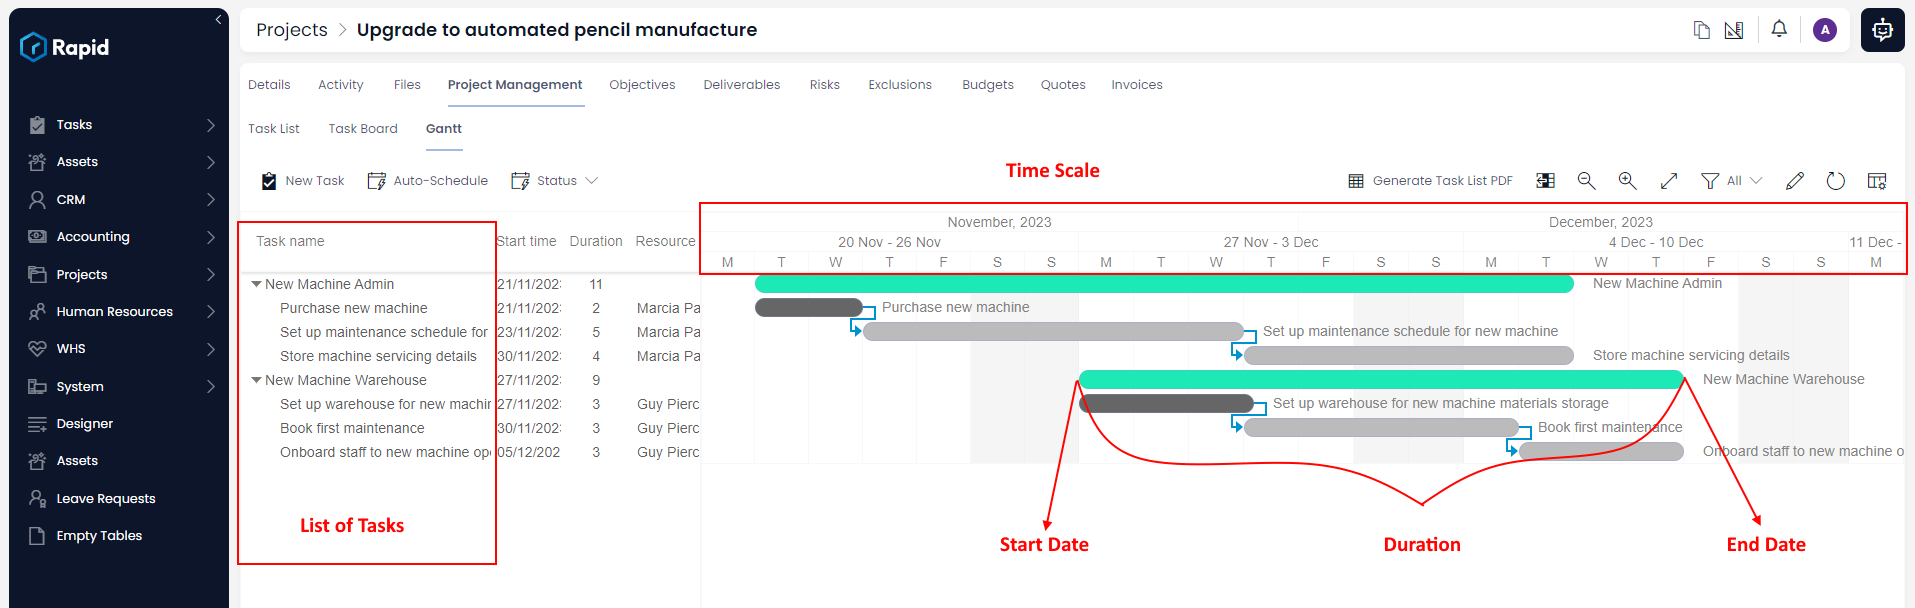 Rapid
Projects > Upgrade to automated pencil manufacture
A
Tasks
Assets
CRM
Accounting
Projects
Human Resources
WHS
System
Designer
Assets
Leave Requests
Empty Tables
Details Activity Files Project Management Objectives Deliverables Risks Exclusions Budgets Quotes Invoices
Task List Task Board Gantt
Time Scale
New Task Auto-Schedule Status Generate Task List PDF All
Task name Start time Duration Resource
November, 2023 December, 2023
20 Nov - 26 Nov 27 Nov - 3 Dec 4 Dec - 10 Dec 11 Dec -
M T W T F S S M T W T F S S M T W T F S S M
New Machine Admin 21/11/202 11 New Machine Admin
Purchase new machine 21/11/202 2 Marcia Pa Purchase new machine
Set up maintenance schedule for 23/11/202 5 Marcia Pa Set up maintenance schedule for new machine
Store machine servicing details 30/11/202 4 Marcia Pa Store machine servicing details
New Machine Warehouse 27/11/202 9 New Machine Warehouse
Set up warehouse for new machin 27/11/202 3 Guy Pierc Set up warehouse for new machine materials storage
Book first maintenance 30/11/202 3 Guy Pierc Book first maintenance
Onboard staff to new machine ope 05/12/202 3 Guy Pierc Onboard staff to new machine o
List of Tasks
Start Date
Duration
End Date